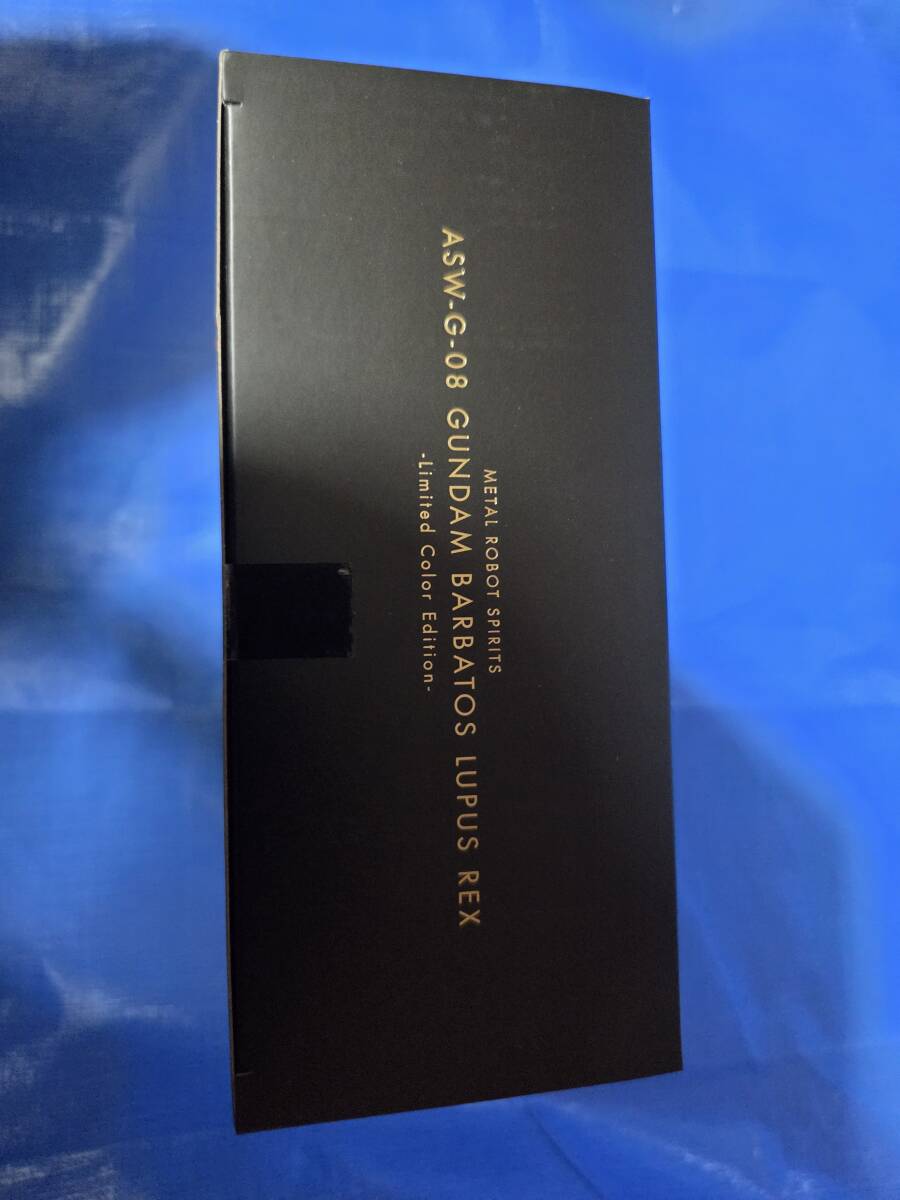 METAL ROBOT SPIRITS
ASW-G-08 GUNDAM BARBATOS LUPUS REX
-Limited Color Edition-